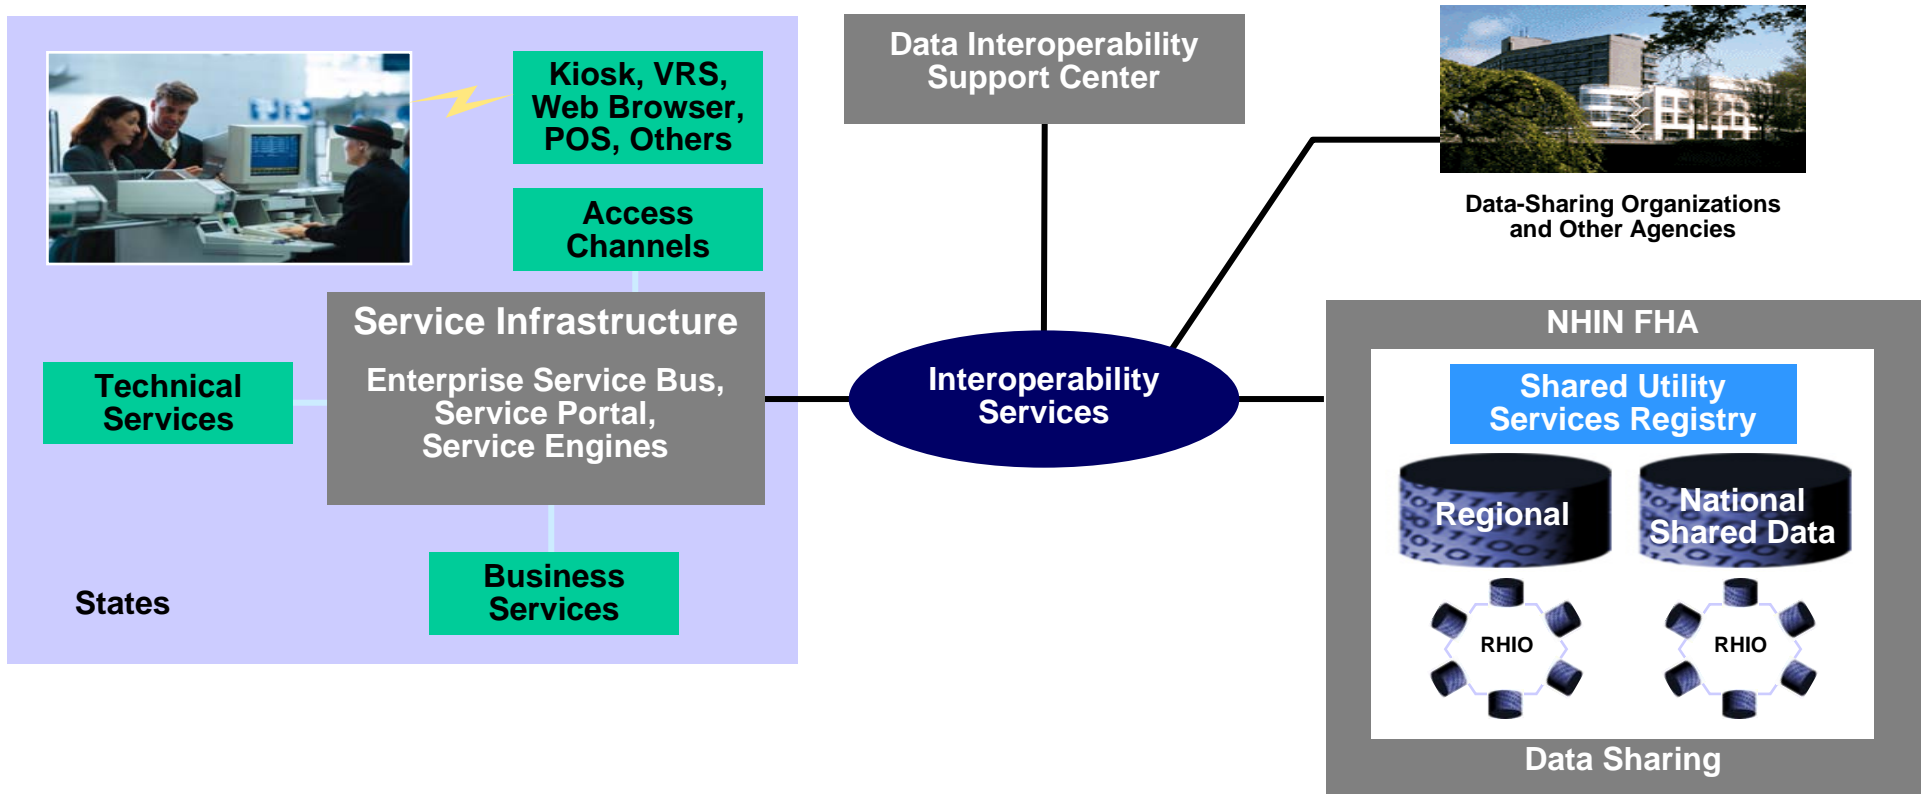 Kiosk, VRS,
Web Browser,
POS, Others
Access
Channels
Service Infrastructure
Enterprise Service Bus,
Service Portal,
Service Engines
Technical
Services
Business
Services
States
Data Interoperability
Support Center
Interoperability
Services
Data-Sharing Organizations
and Other Agencies
NHIN FHA
Shared Utility
Services Registry
Regional
National
Shared Data
RHIO
RHIO
Data Sharing